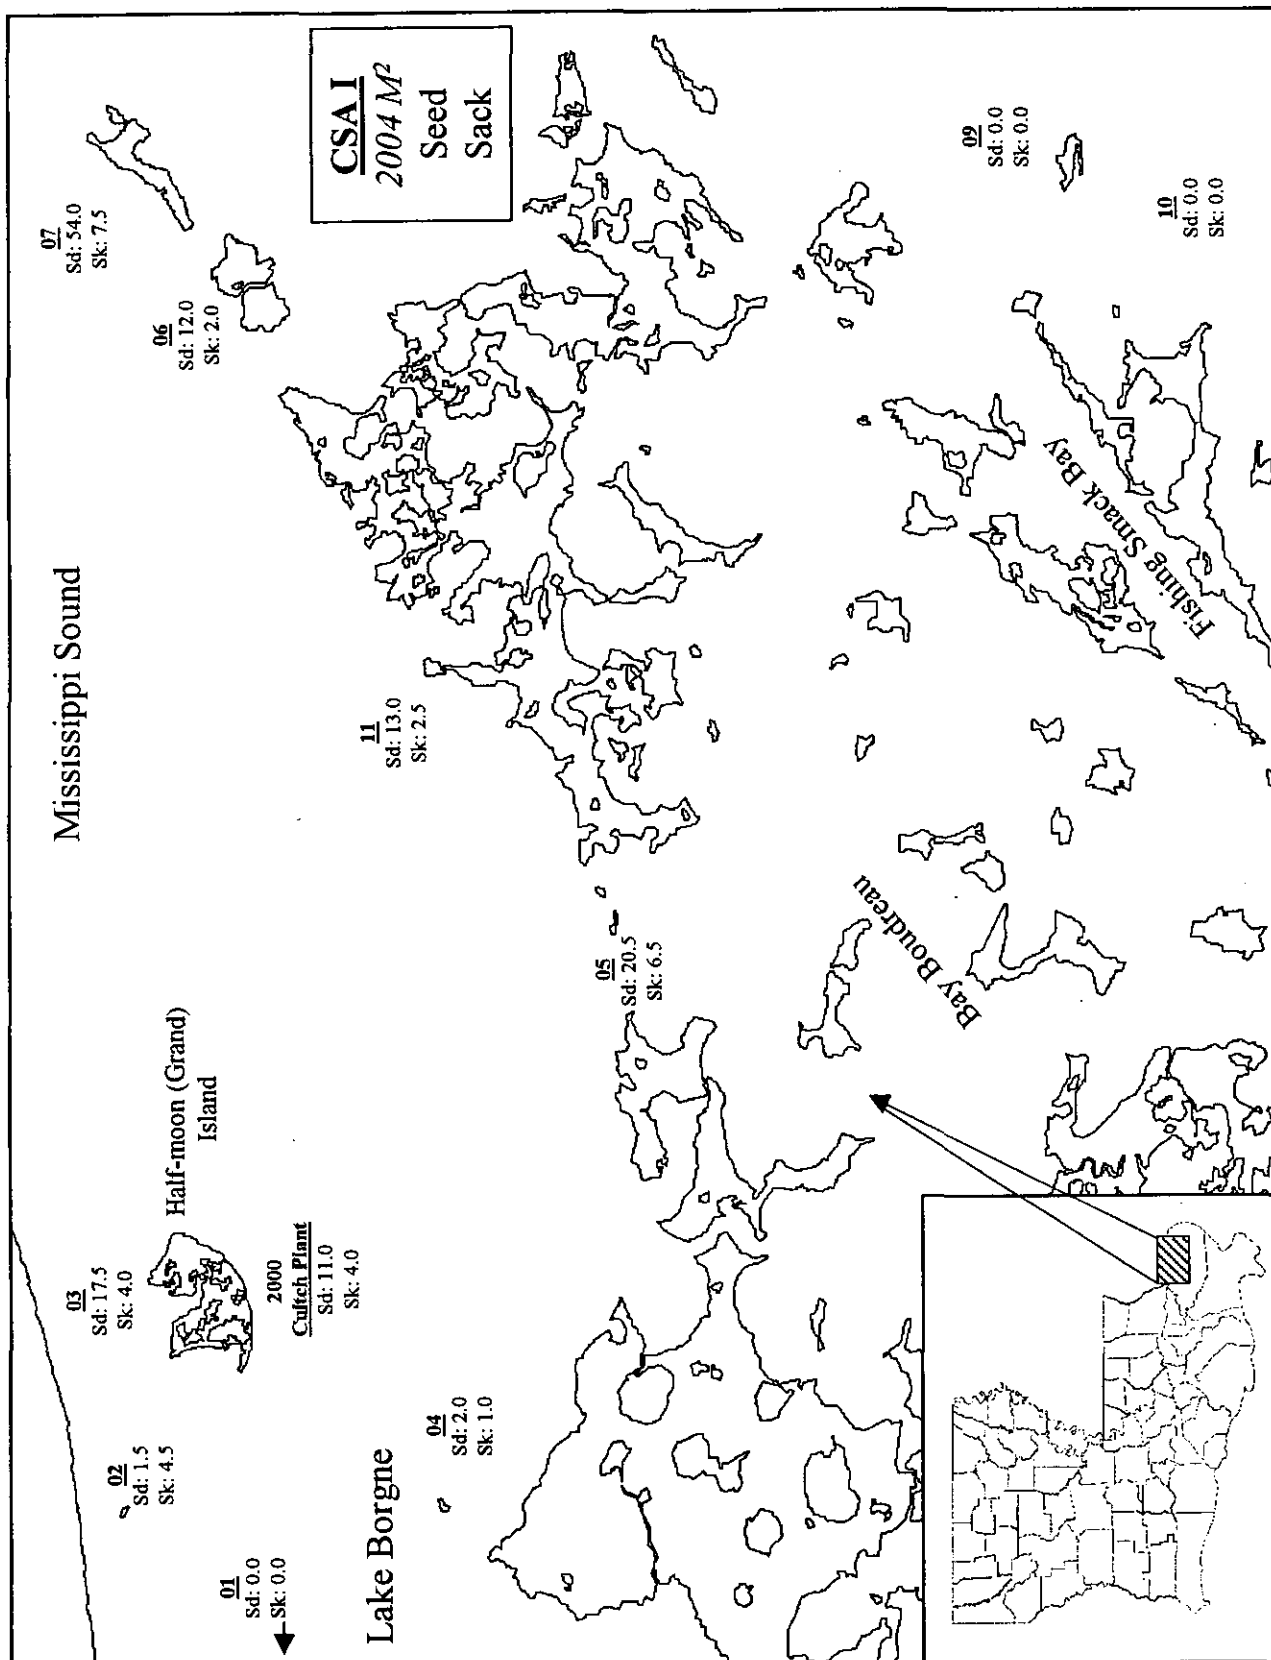 CSA I
2004 M²
Seed
Sack
Mississippi Sound
07
Sd: 54.0
Sk: 7.5
06
Sd: 12.0
Sk: 2.0
11
Sd: 13.0
Sk: 2.5
09
Sd: 0.0
Sk: 0.0
10
Sd: 0.0
Sk: 0.0
Fishing Smack Bay
05
Sd: 20.5
Sk: 6.5
Bay Boudreau
Half-moon (Grand)
Island
03
Sd: 17.5
Sk: 4.0
2000
Cultch Plant
Sd: 11.0
Sk: 4.0
02
Sd: 1.5
Sk: 4.5
04
Sd: 2.0
Sk: 1.0
01
Sd: 0.0
Sk: 0.0
Lake Borgne